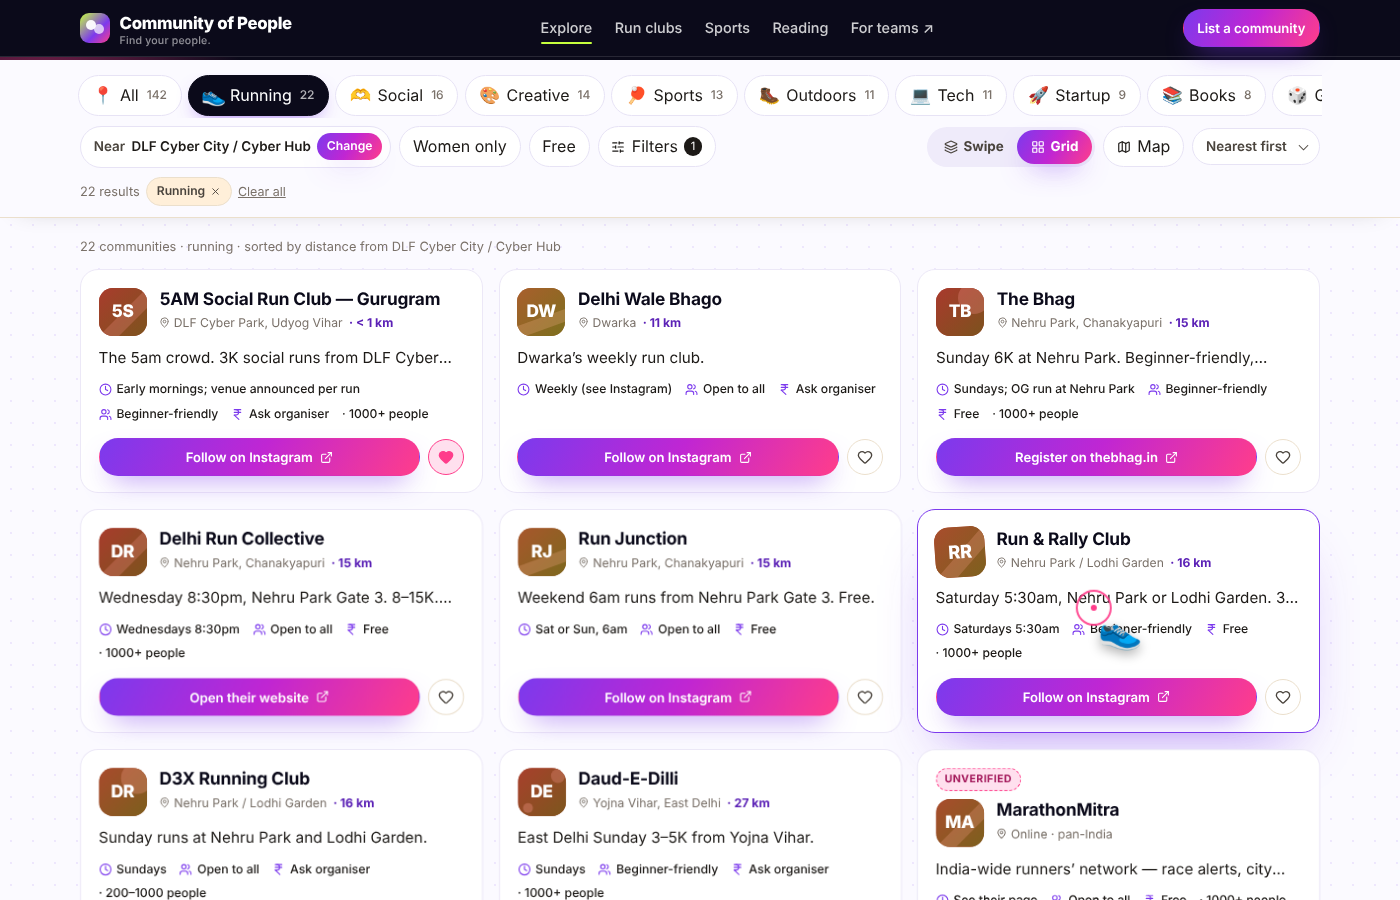 Community of People
Find your people.
Explore Run clubs Sports Reading For teams ↗
List a community
All 142 Running 22 Social 16 Creative 14 Sports 13 Outdoors 11 Tech 11 Startup 9 Books 8
Near DLF Cyber City / Cyber Hub Change Women only Free Filters 1 Swipe Grid Map Nearest first
22 results Running × Clear all
22 communities · running · sorted by distance from DLF Cyber City / Cyber Hub
5S
5AM Social Run Club — Gurugram
DLF Cyber Park, Udyog Vihar · < 1 km
The 5am crowd. 3K social runs from DLF Cyber…
Early mornings; venue announced per run
Beginner-friendly ₹ Ask organiser · 1000+ people
Follow on Instagram
DW
Delhi Wale Bhago
Dwarka · 11 km
Dwarka’s weekly run club.
Weekly (see Instagram) Open to all ₹ Ask organiser
Follow on Instagram
TB
The Bhag
Nehru Park, Chanakyapuri · 15 km
Sunday 6K at Nehru Park. Beginner-friendly,…
Sundays; OG run at Nehru Park Beginner-friendly
₹ Free · 1000+ people
Register on thebhag.in
DR
Delhi Run Collective
Nehru Park, Chanakyapuri · 15 km
Wednesday 8:30pm, Nehru Park Gate 3. 8–15K.…
Wednesdays 8:30pm Open to all ₹ Free
· 1000+ people
Open their website
RJ
Run Junction
Nehru Park, Chanakyapuri · 15 km
Weekend 6am runs from Nehru Park Gate 3. Free.
Sat or Sun, 6am Open to all ₹ Free
Follow on Instagram
RR
Run & Rally Club
Nehru Park / Lodhi Garden · 16 km
Saturday 5:30am, Nehru Park or Lodhi Garden. 3…
Saturdays 5:30am Beginner-friendly ₹ Free
· 1000+ people
Follow on Instagram
DR
D3X Running Club
Nehru Park / Lodhi Garden · 16 km
Sunday runs at Nehru Park and Lodhi Garden.
Sundays Open to all ₹ Ask organiser
· 200–1000 people
DE
Daud-E-Dilli
Yojna Vihar, East Delhi · 27 km
East Delhi Sunday 3–5K from Yojna Vihar.
Sundays Beginner-friendly ₹ Ask organiser
· 1000+ people
UNVERIFIED
MA
MarathonMitra
Online · pan-India
India-wide runners’ network — race alerts, city…
See their page Open to all ₹ Free · 1000+ people